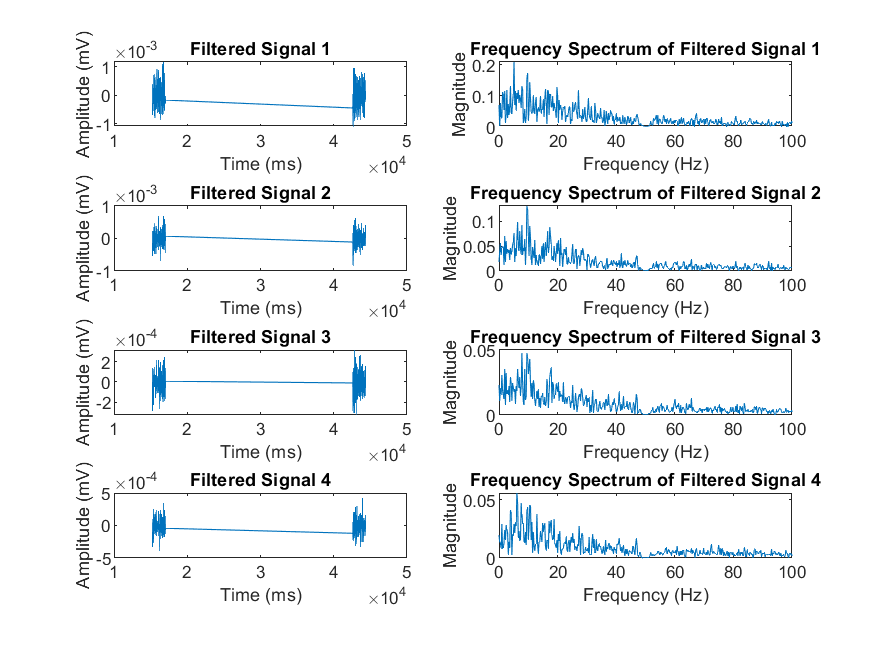 Filtered Signal 1
×10-3
Amplitude (mV)
1
0
-1
1 2 3 4 5
Time (ms)
×104
Frequency Spectrum of Filtered Signal 1
Magnitude
0.2
0.1
0
0 20 40 60 80 100
Frequency (Hz)
Filtered Signal 2
×10-3
Amplitude (mV)
1
0
-1
1 2 3 4 5
Time (ms)
×104
Frequency Spectrum of Filtered Signal 2
Magnitude
0.1
0.05
0
0 20 40 60 80 100
Frequency (Hz)
Filtered Signal 3
×10-4
Amplitude (mV)
2
0
-2
1 2 3 4 5
Time (ms)
×104
Frequency Spectrum of Filtered Signal 3
Magnitude
0.05
0
0 20 40 60 80 100
Frequency (Hz)
Filtered Signal 4
×10-4
Amplitude (mV)
5
0
-5
1 2 3 4 5
Time (ms)
×104
Frequency Spectrum of Filtered Signal 4
Magnitude
0.05
0
0 20 40 60 80 100
Frequency (Hz)